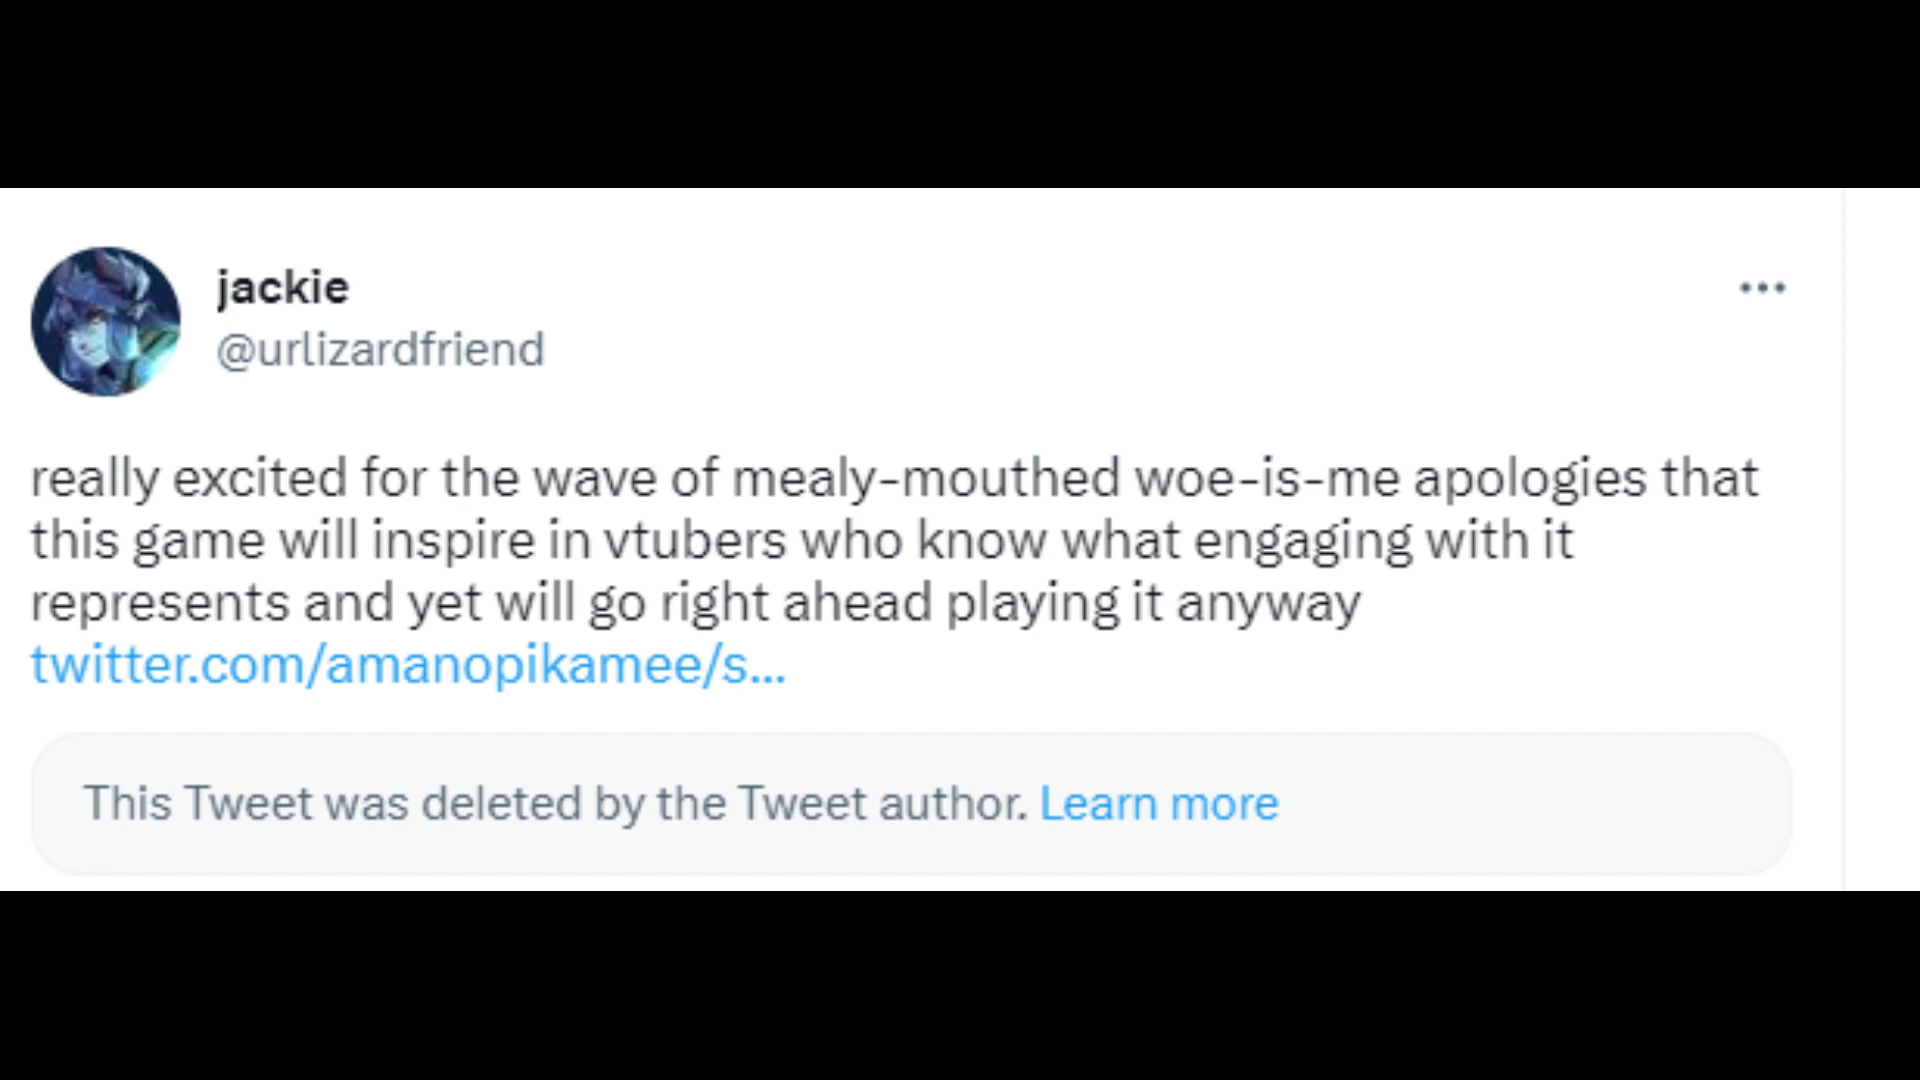 jackie
@urlizardfriend
really excited for the wave of mealy-mouthed woe-is-me apologies that
this game will inspire in vtubers who know what engaging with it
represents and yet will go right ahead playing it anyway
twitter.com/amanopikamee/s...
This Tweet was deleted by the Tweet author. Learn more